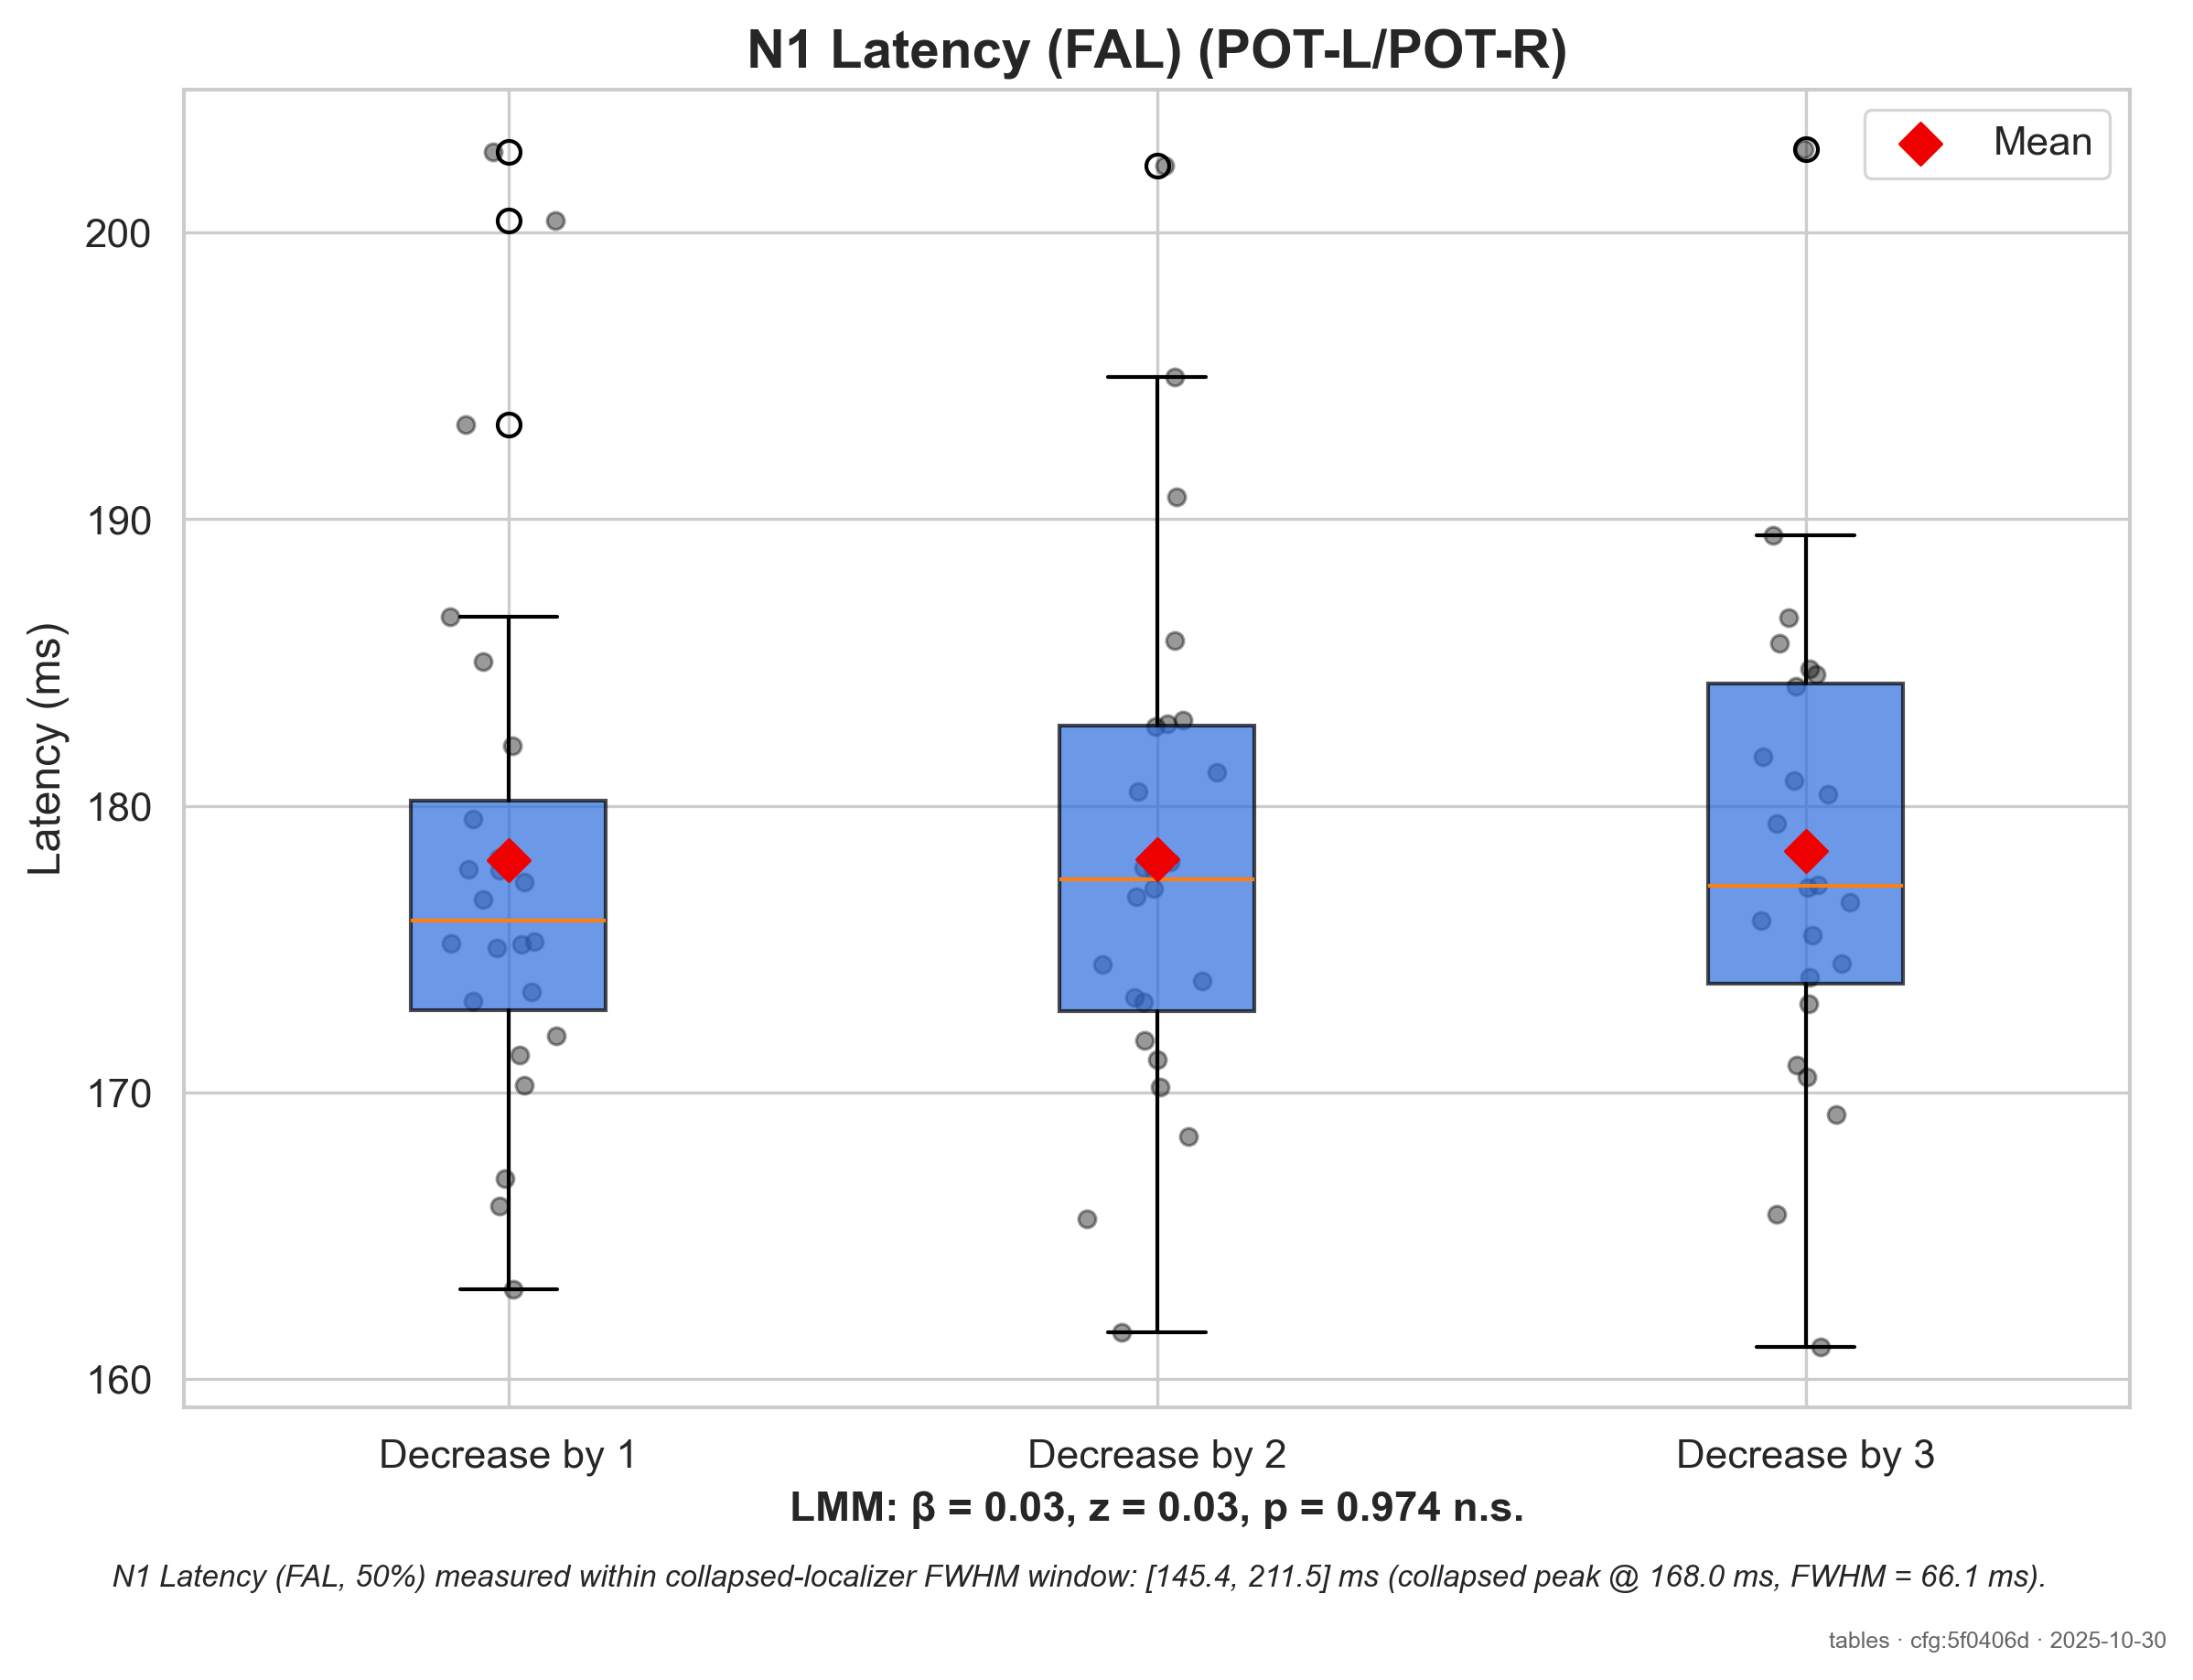 N1 Latency (FAL) (POT-L/POT-R)
Mean
Latency (ms)
200
190
180
170
160
Decrease by 1
Decrease by 2
Decrease by 3
LMM: β = 0.03, z = 0.03, p = 0.974 n.s.
N1 Latency (FAL, 50%) measured within collapsed-localizer FWHM window: [145.4, 211.5] ms (collapsed peak @ 168.0 ms, FWHM = 66.1 ms).
tables · cfg:5f0406d · 2025-10-30